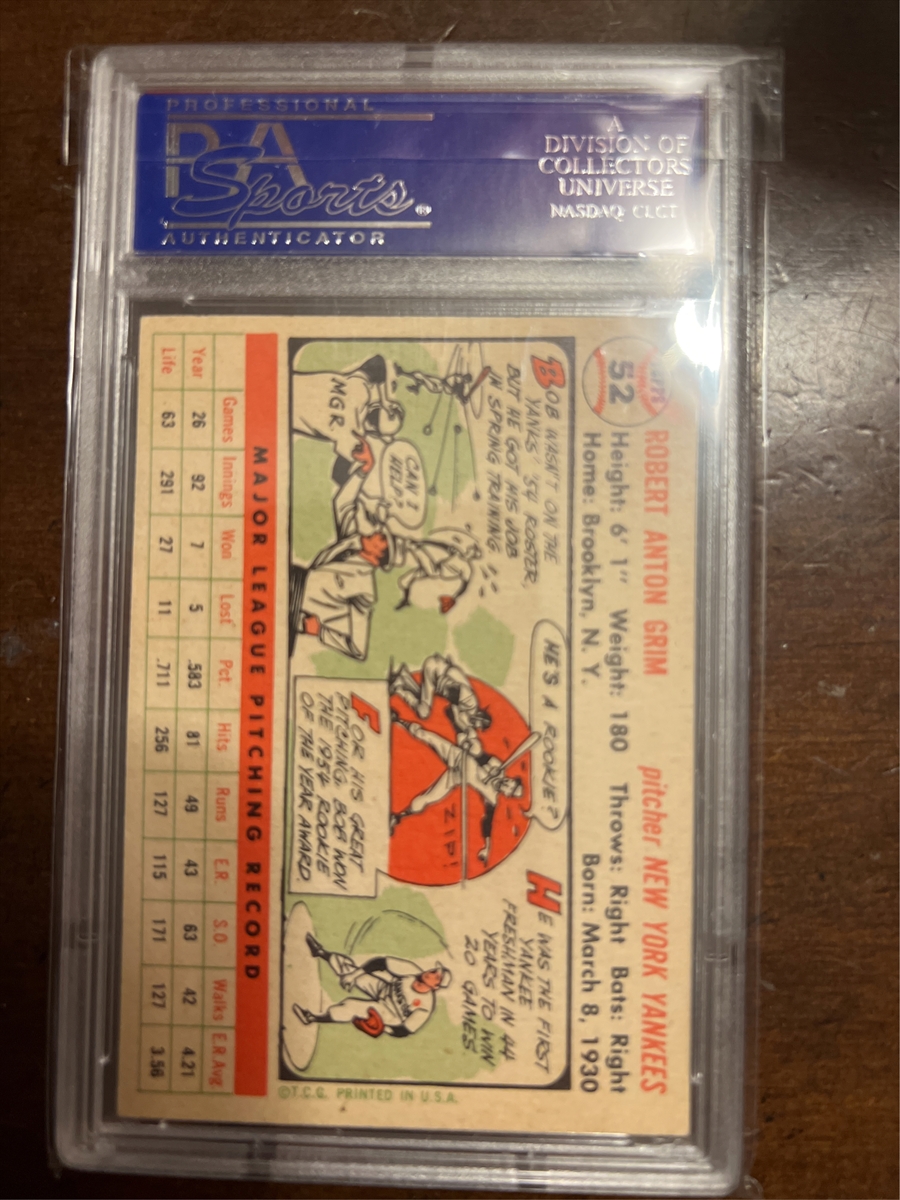 PROFESSIONAL
PSA
Sports®
AUTHENTICATOR
A
DIVISION OF
COLLECTORS
UNIVERSE
NASDAQ: CLCT
52
ROBERT ANTON GRIM pitcher NEW YORK YANKEES
Height: 6' 1" Weight: 180 Throws: Right Bats: Right
Home: Brooklyn, N. Y. Born: March 8, 1930
BOB WASN'T ON THE
YANKS' '54 ROSTER,
BUT HE GOT HIS JOB
IN SPRING TRAINING
MGR.
CAN I
HELP?
HE'S A ROOKIE?
ZIP!
FOR HIS GREAT
PITCHING, BOB WON
THE 1954 ROOKIE
OF THE YEAR AWARD.
HE WAS THE FIRST
YANKEE
FRESHMAN IN 44
YEARS TO WIN
20 GAMES.
©T.C.G. PRINTED IN U.S.A.
MAJOR LEAGUE PITCHING RECORD
Games Innings Won Lost Pct. Hits Runs E.R. S.O. Walks E.R.Avg.
Year 26 92 7 5 .583 81 49 43 63 42 4.21
Life 63 291 27 11 .711 256 127 115 171 127 3.56